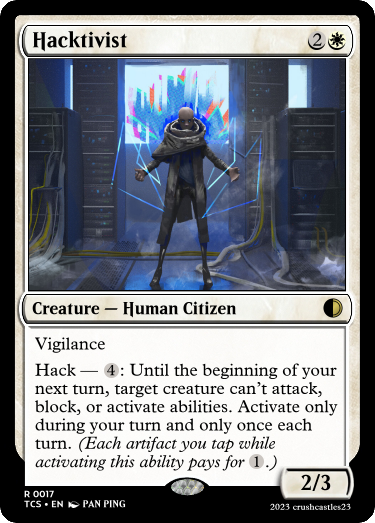 Hacktivist 2
Creature — Human Citizen
Vigilance
Hack — 4: Until the beginning of your
next turn, target creature can't attack,
block, or activate abilities. Activate only
during your turn and only once each
turn. (Each artifact you tap while
activating this ability pays for 1.)
2/3
R 0017
TCS • EN PAN PING
2023 crushcastles23